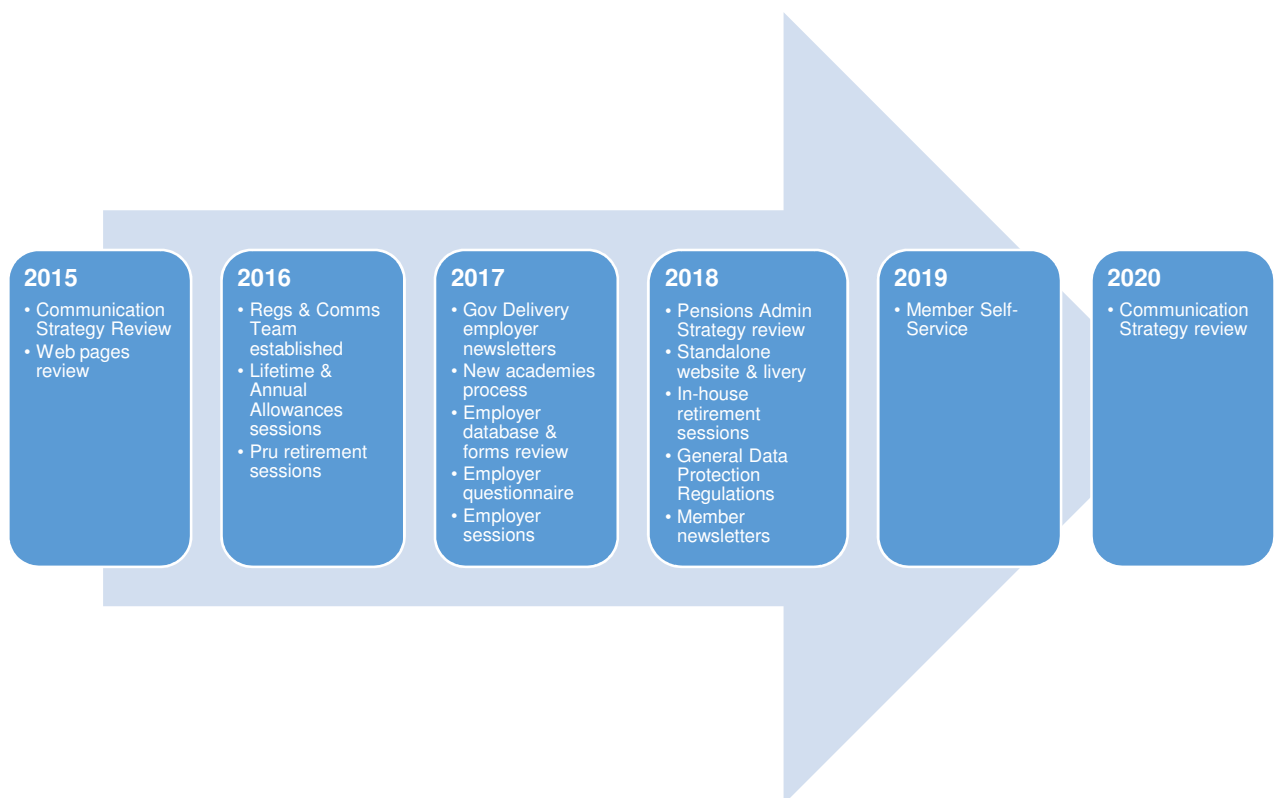 2015
• Communication
Strategy Review
• Web pages
review
2016
• Regs & Comms
Team
established
• Lifetime &
Annual
Allowances
sessions
• Pru retirement
sessions
2017
• Gov Delivery
employer
newsletters
• New academies
process
• Employer
database &
forms review
• Employer
questionnaire
• Employer
sessions
2018
• Pensions Admin
Strategy review
• Standalone
website & livery
• In-house
retirement
sessions
• General Data
Protection
Regulations
• Member
newsletters
2019
• Member Self-
Service
2020
• Communication
Strategy review